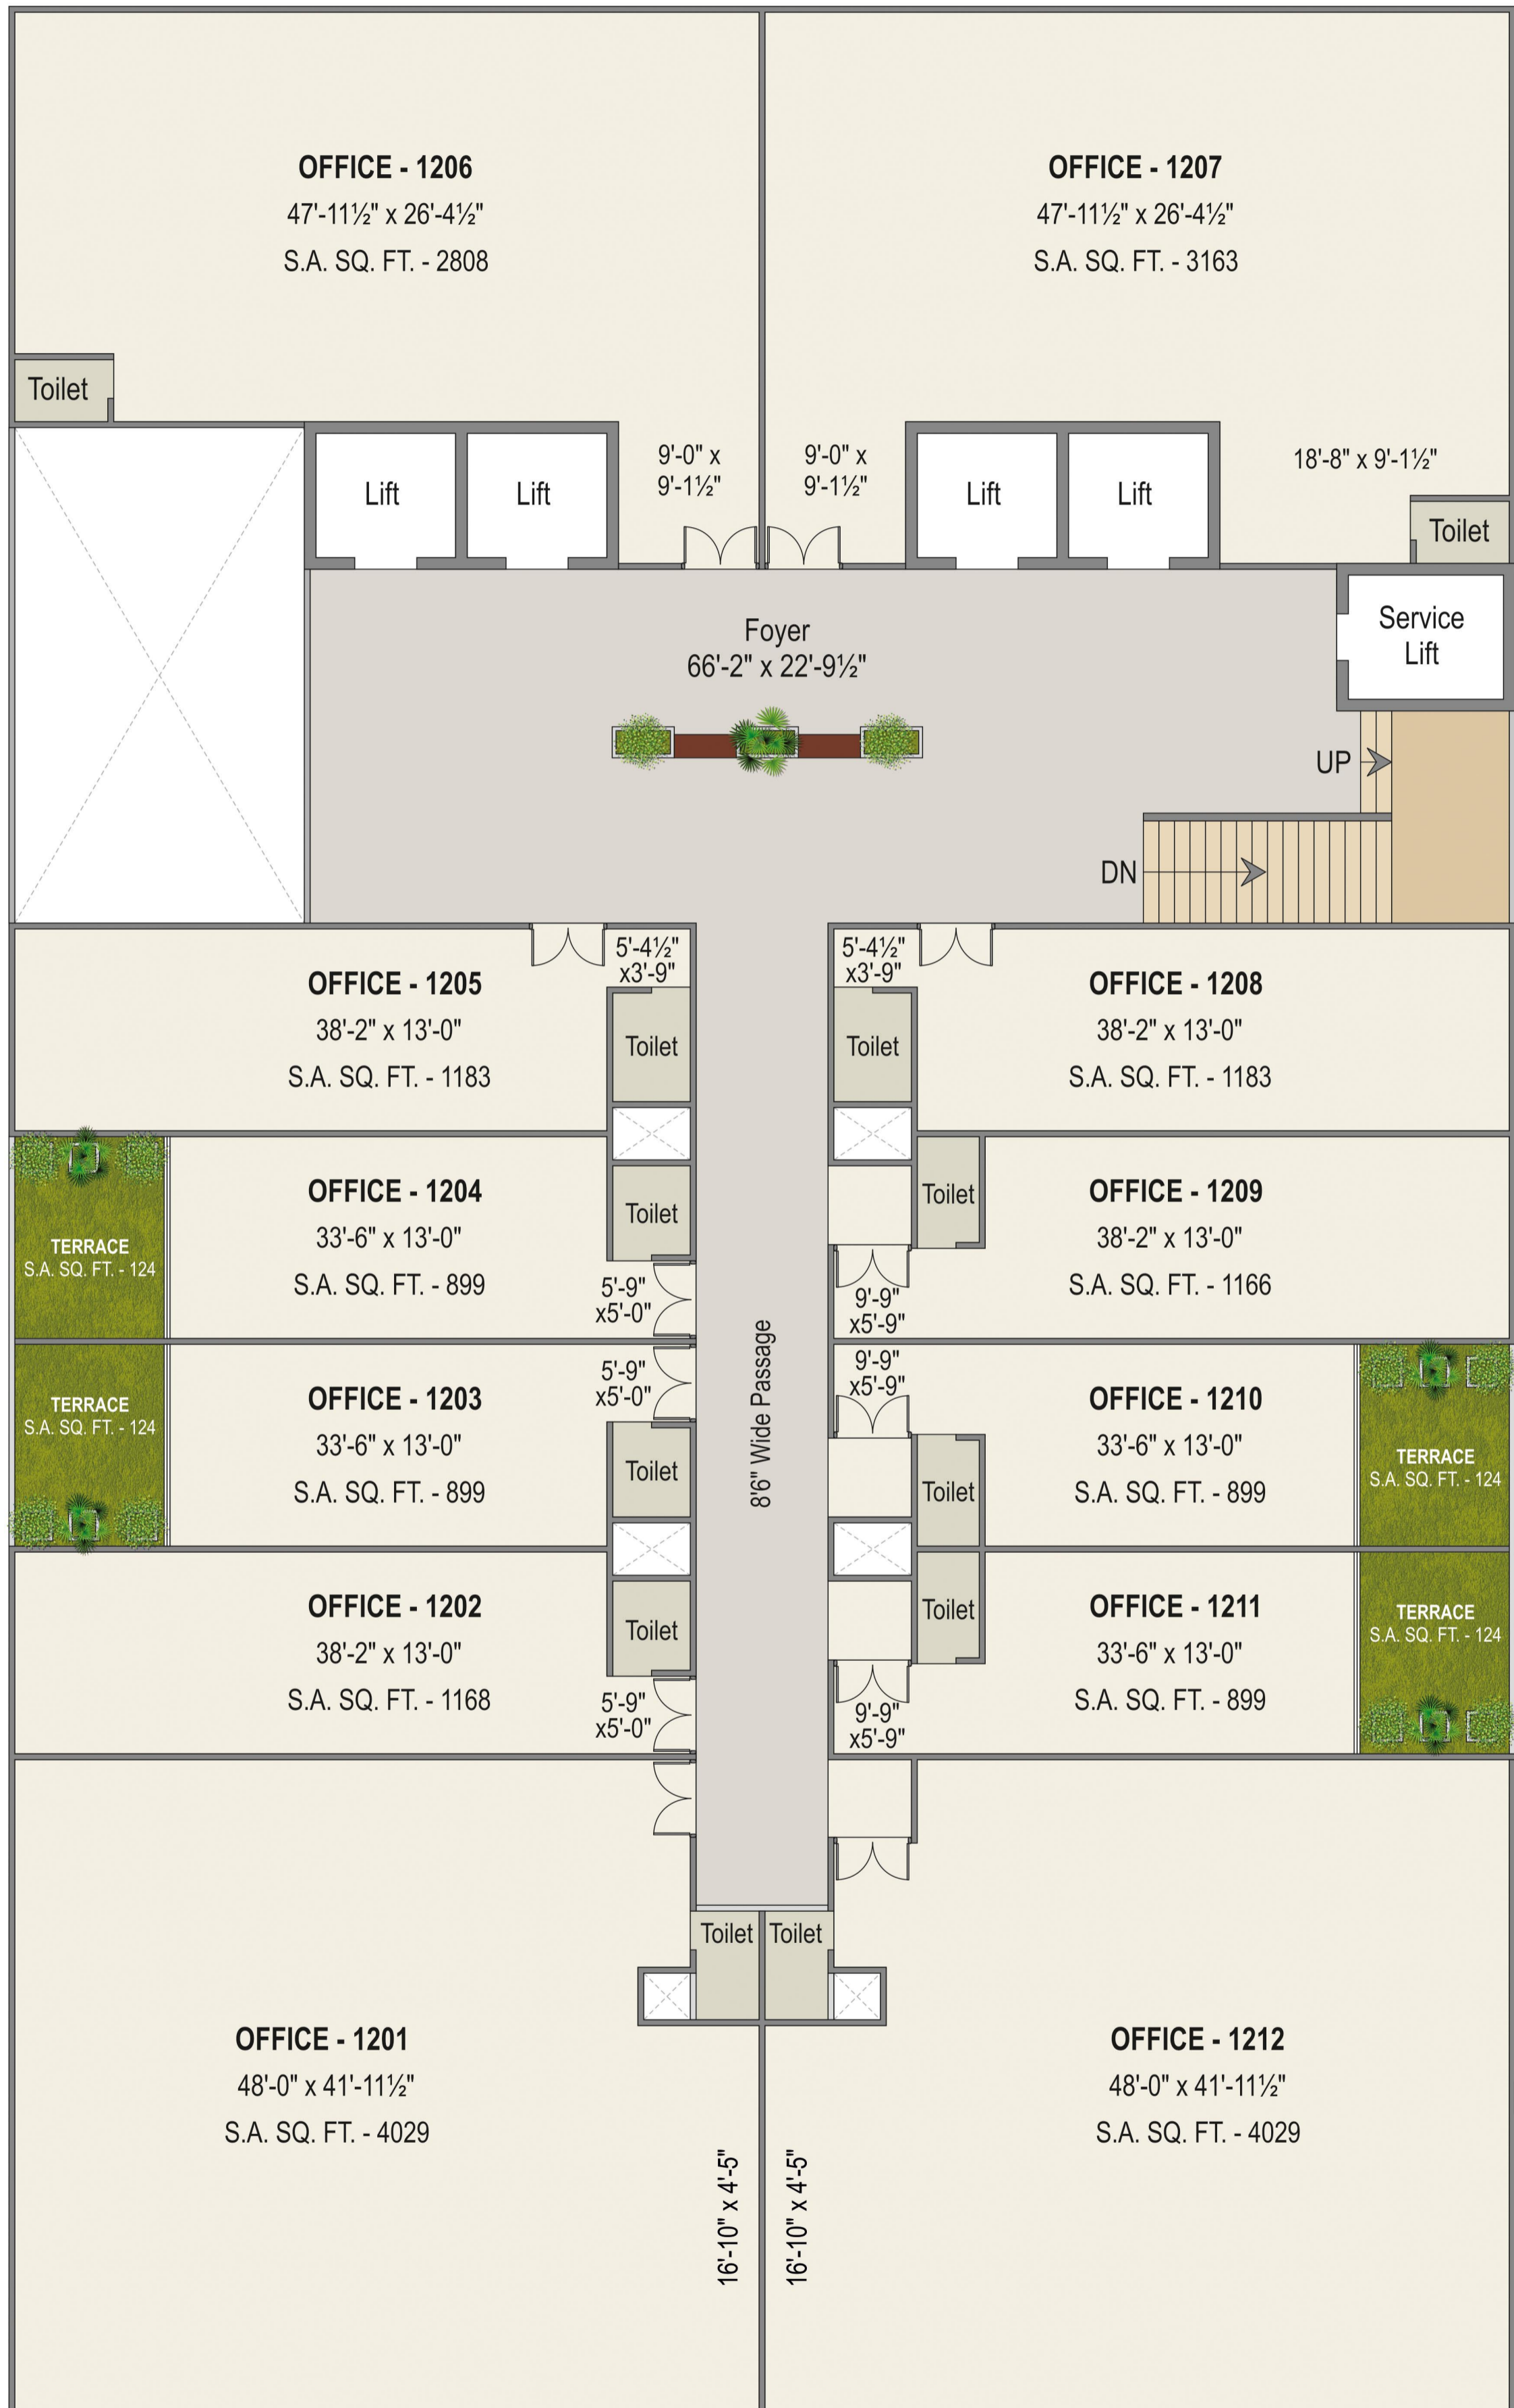 OFFICE - 1206
47'-11½" x 26'-4½"
S.A. SQ. FT. - 2808
OFFICE - 1207
47'-11½" x 26'-4½"
S.A. SQ. FT. - 3163
Toilet
Lift
Lift
9'-0" x
9'-1½"
9'-0" x
9'-1½"
Lift
Lift
18'-8" x 9'-1½"
Toilet
Foyer
66'-2" x 22'-9½"
Service
Lift
UP
DN
OFFICE - 1205
38'-2" x 13'-0"
S.A. SQ. FT. - 1183
5'-4½"
x3'-9"
Toilet
5'-4½"
x3'-9"
Toilet
OFFICE - 1208
38'-2" x 13'-0"
S.A. SQ. FT. - 1183
TERRACE
S.A. SQ. FT. - 124
OFFICE - 1204
33'-6" x 13'-0"
S.A. SQ. FT. - 899
Toilet
5'-9"
x5'-0"
Toilet
9'-9"
x5'-9"
OFFICE - 1209
38'-2" x 13'-0"
S.A. SQ. FT. - 1166
8'6" Wide Passage
TERRACE
S.A. SQ. FT. - 124
OFFICE - 1203
33'-6" x 13'-0"
S.A. SQ. FT. - 899
5'-9"
x5'-0"
Toilet
9'-9"
x5'-9"
Toilet
OFFICE - 1210
33'-6" x 13'-0"
S.A. SQ. FT. - 899
TERRACE
S.A. SQ. FT. - 124
OFFICE - 1202
38'-2" x 13'-0"
S.A. SQ. FT. - 1168
Toilet
5'-9"
x5'-0"
Toilet
9'-9"
x5'-9"
OFFICE - 1211
33'-6" x 13'-0"
S.A. SQ. FT. - 899
TERRACE
S.A. SQ. FT. - 124
Toilet
Toilet
OFFICE - 1201
48'-0" x 41'-11½"
S.A. SQ. FT. - 4029
16'-10" x 4'-5"
16'-10" x 4'-5"
OFFICE - 1212
48'-0" x 41'-11½"
S.A. SQ. FT. - 4029